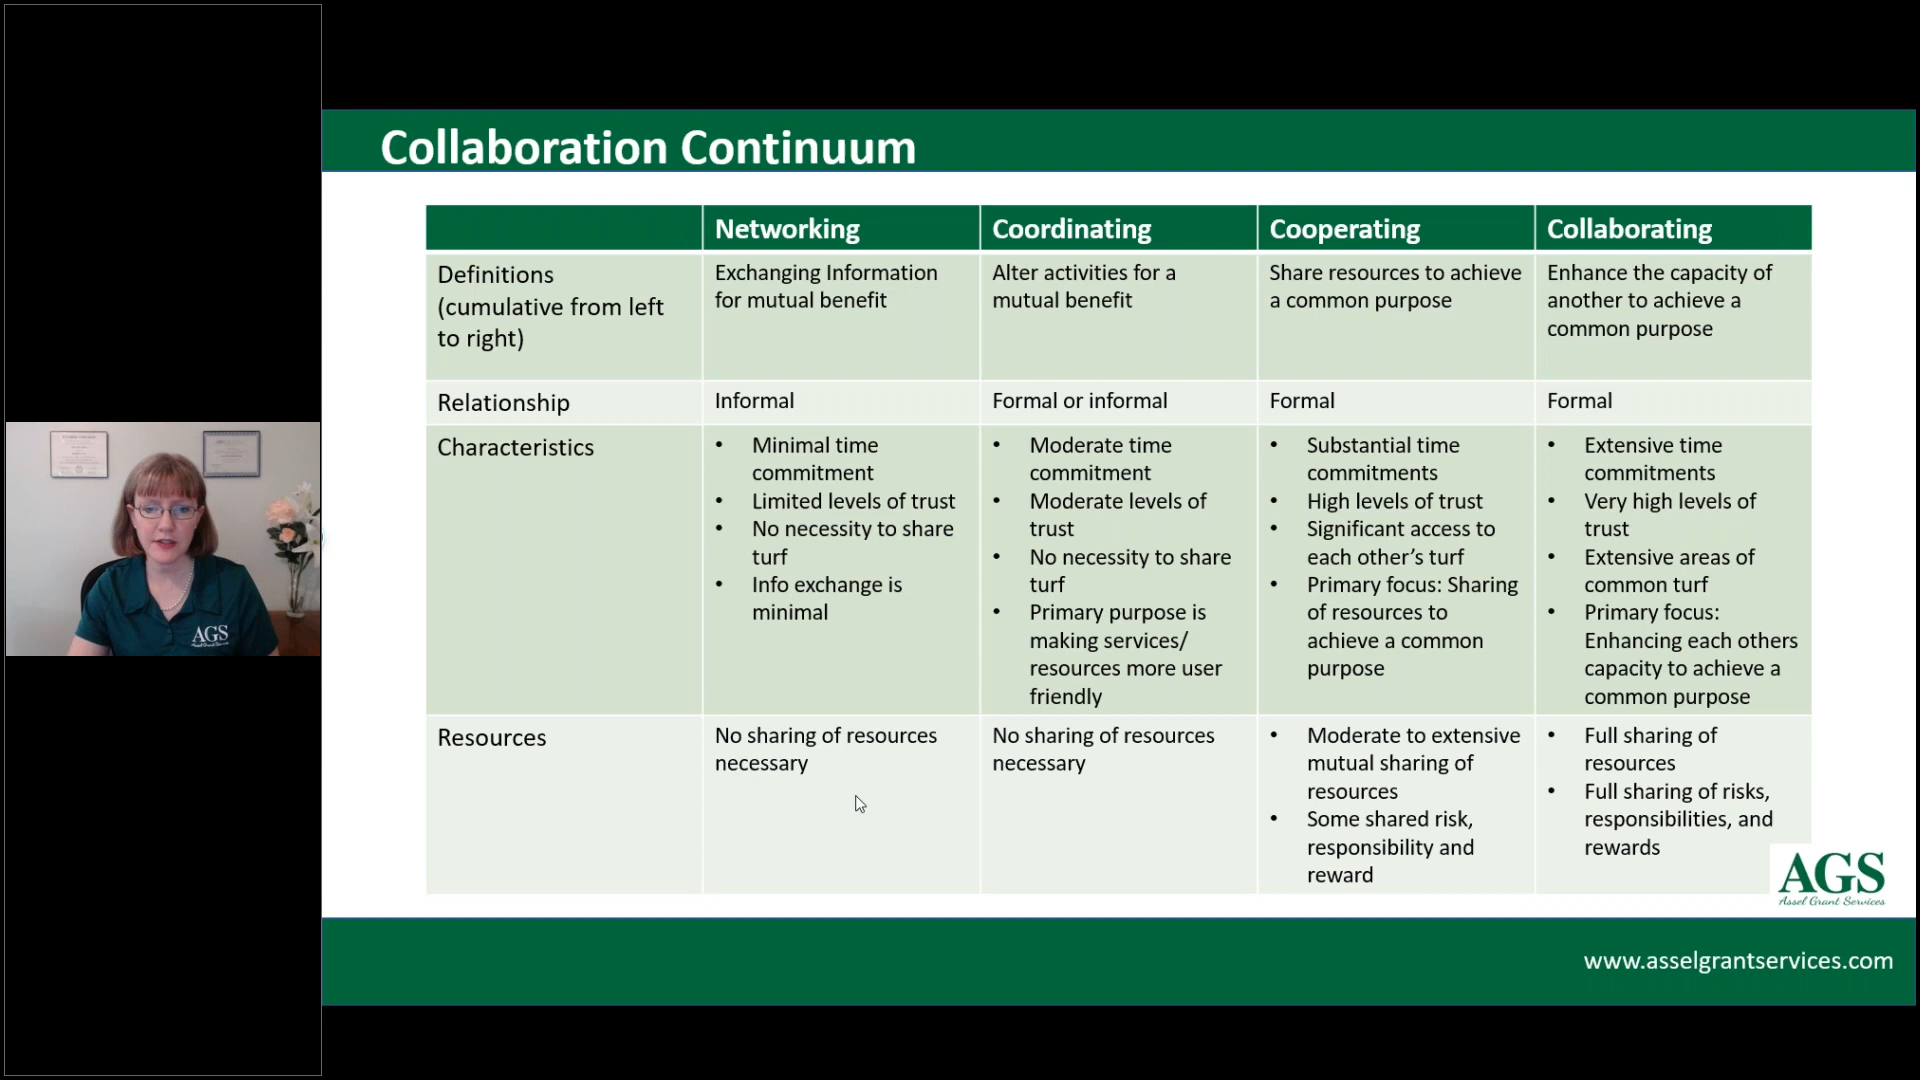 Collaboration Continuum
Networking
Coordinating
Cooperating
Collaborating
Definitions
(cumulative from left
to right)
Exchanging Information
for mutual benefit
Alter activities for a
mutual benefit
Share resources to achieve
a common purpose
Enhance the capacity of
another to achieve a
common purpose
Relationship
Informal
Formal or informal
Formal
Formal
Characteristics
• Minimal time
commitment
• Limited levels of trust
• No necessity to share
turf
• Info exchange is
minimal
• Moderate time
commitment
• Moderate levels of
trust
• No necessity to share
turf
• Primary purpose is
making services/
resources more user
friendly
• Substantial time
commitments
• High levels of trust
• Significant access to
each other’s turf
• Primary focus: Sharing
of resources to
achieve a common
purpose
• Extensive time
commitments
• Very high levels of
trust
• Extensive areas of
common turf
• Primary focus:
Enhancing each others
capacity to achieve a
common purpose
Resources
No sharing of resources
necessary
No sharing of resources
necessary
• Moderate to extensive
mutual sharing of
resources
• Some shared risk,
responsibility and
reward
• Full sharing of
resources
• Full sharing of risks,
responsibilities, and
rewards
AGS
Assel Grant Services
www.asselgrantservices.com
AGS
Assel Grant Services